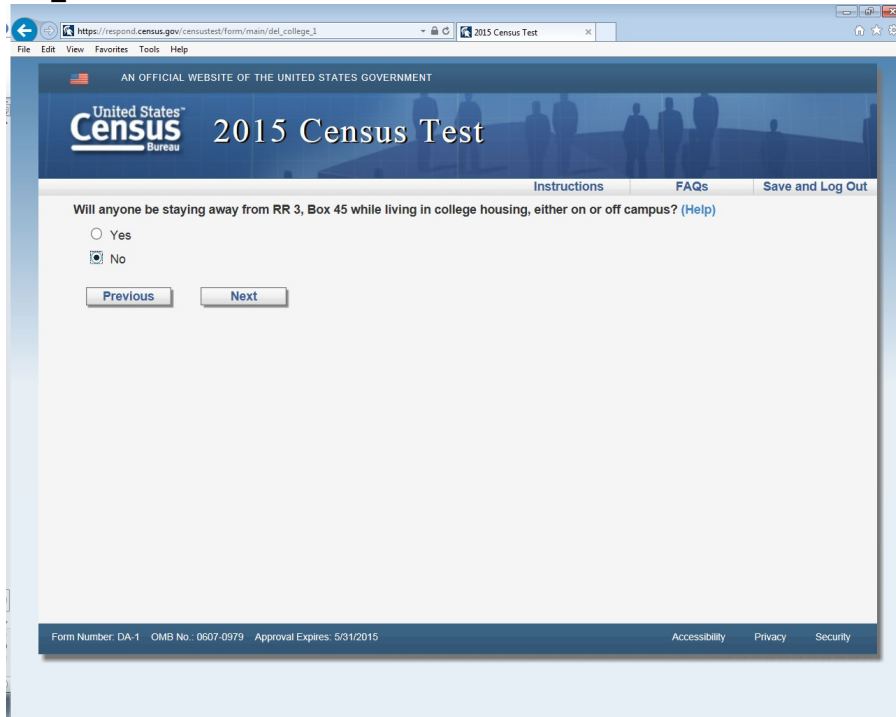 https://respond.census.gov/censustest/form/main/del_college_1
2015 Census Test
File Edit View Favorites Tools Help
AN OFFICIAL WEBSITE OF THE UNITED STATES GOVERNMENT
United States™
Census
Bureau
2015 Census Test
Instructions FAQs Save and Log Out
Will anyone be staying away from RR 3, Box 45 while living in college housing, either on or off campus? (Help)
Yes
No
Previous Next
Form Number: DA-1 OMB No.: 0607-0979 Approval Expires: 5/31/2015 Accessibility Privacy Security